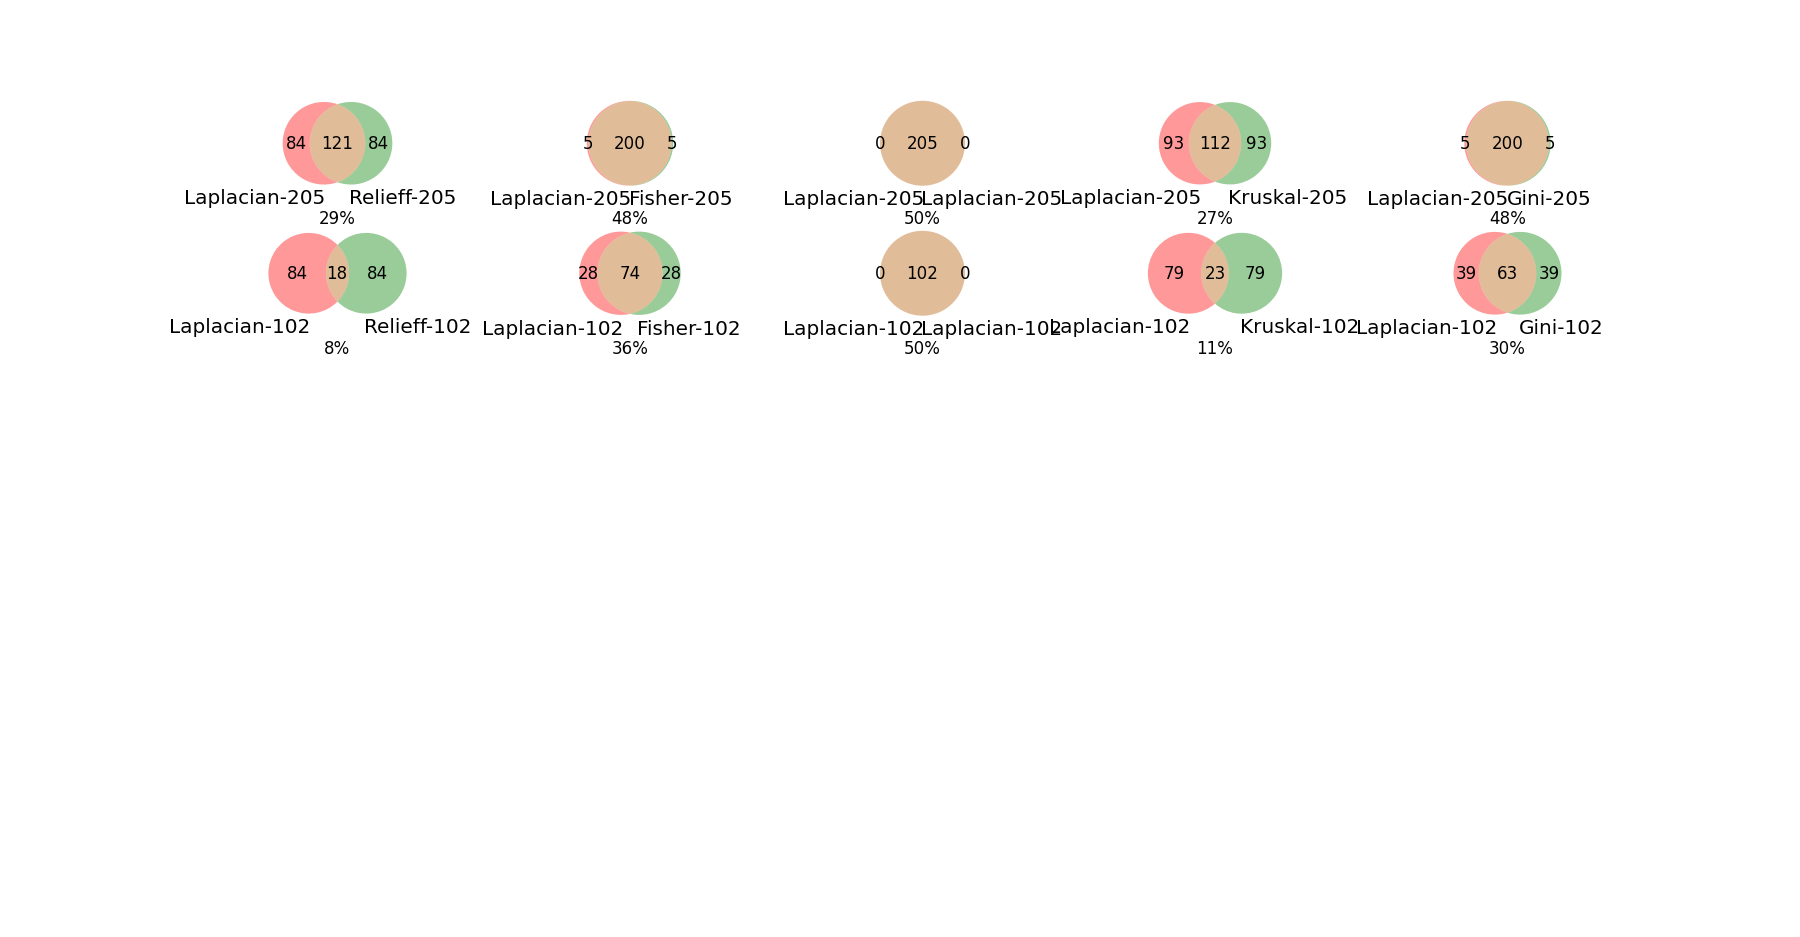 84 121 84 5 200 5 0 205 0 93 112 93 5 200 5
Laplacian-205 Relieff-205 Laplacian-205 Fisher-205 Laplacian-205 Laplacian-205 Laplacian-205 Kruskal-205 Laplacian-205 Gini-205
29% 48% 50% 27% 48%
84 18 84 28 74 28 0 102 0 79 23 79 39 63 39
Laplacian-102 Relieff-102 Laplacian-102 Fisher-102 Laplacian-102 Laplacian-102 Laplacian-102 Kruskal-102 Laplacian-102 Gini-102
8% 36% 50% 11% 30%